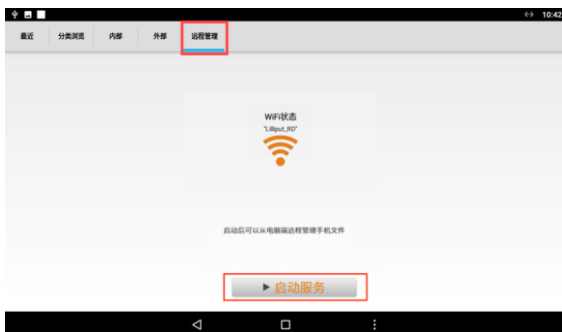 10:42
最近 分类浏览 内部 外部 远程管理
WiFi状态
"Lilliput_RD"
启动后可以从电脑端远程管理手机文件
启动服务